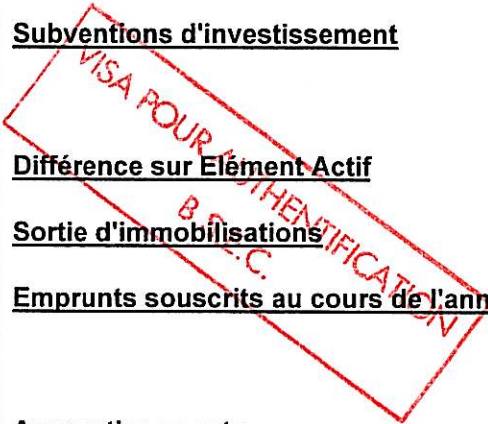 Subventions d'investissement
VISA POUR AUTHENTIFICATION
B.S.E.C.
Différence sur Elément Actif
Sortie d'immobilisations
Emprunts souscrits au cours de l'ann